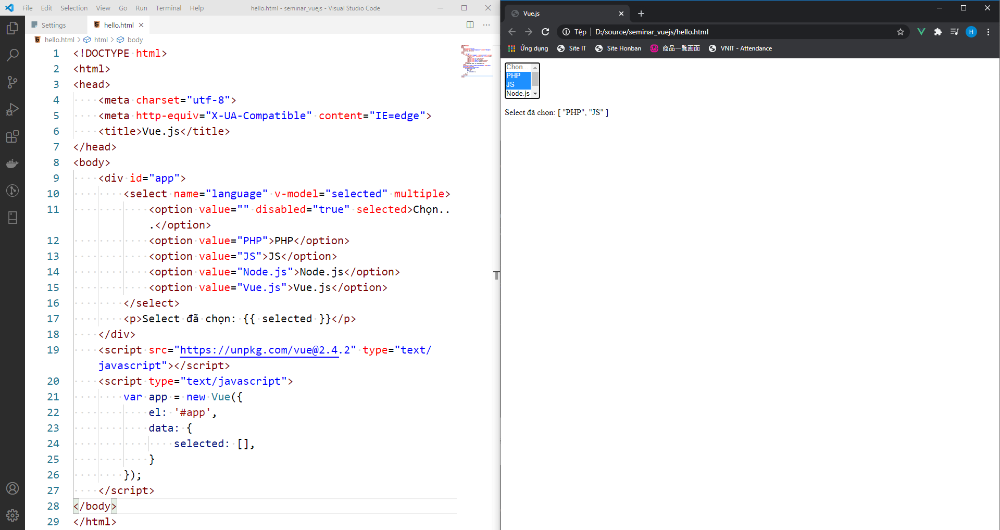 File Edit Selection View Go Run Terminal Help hello.html - seminar_vuejs - Visual Studio Code
Settings hello.html
hello.html > html > body
1 <!DOCTYPE html>
2 <html>
3 <head>
4 <meta charset="utf-8">
5 <meta http-equiv="X-UA-Compatible" content="IE=edge">
6 <title>Vue.js</title>
7 </head>
8 <body>
9 <div id="app">
10 <select name="language" v-model="selected" multiple>
11 <option value="" disabled="true" selected>Chọn..
.</option>
12 <option value="PHP">PHP</option>
13 <option value="JS">JS</option>
14 <option value="Node.js">Node.js</option>
15 <option value="Vue.js">Vue.js</option>
16 </select>
17 <p>Select đã chọn: {{ selected }}</p>
18 </div>
19 <script src="https://unpkg.com/vue@2.4.2" type="text/
javascript"></script>
20 <script type="text/javascript">
21 var app = new Vue({
22 el: '#app',
23 data: {
24 selected: [],
25 }
26 });
27 </script>
28 </body>
29 </html>
Vue.js
Tệp D:/source/seminar_vuejs/hello.html H
Ứng dụng Site IT Site Honban 商品一覧画面 VNIT - Attendance
Chọn...
PHP
JS
Node.js
Select đã chọn: [ "PHP", "JS" ]